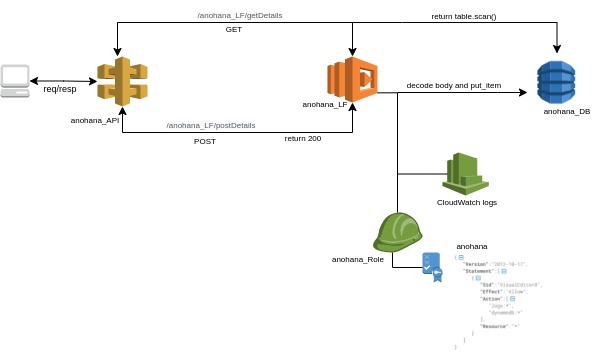 /anohana_LF/getDetails
return table.scan()
GET
req/resp
decode body and put_item
anohana_LF
anohana_DB
anohana_API
/anohana_LF/postDetails
POST
return 200
CloudWatch logs
anohana_Role
anohana
{
"Version": "2012-10-17",
"Statement": [
{
"Sid": "VisualEditor0",
"Effect": "Allow",
"Action": [
"logs:*",
"dynamodb:*"
],
"Resource": "*"
}
]
}